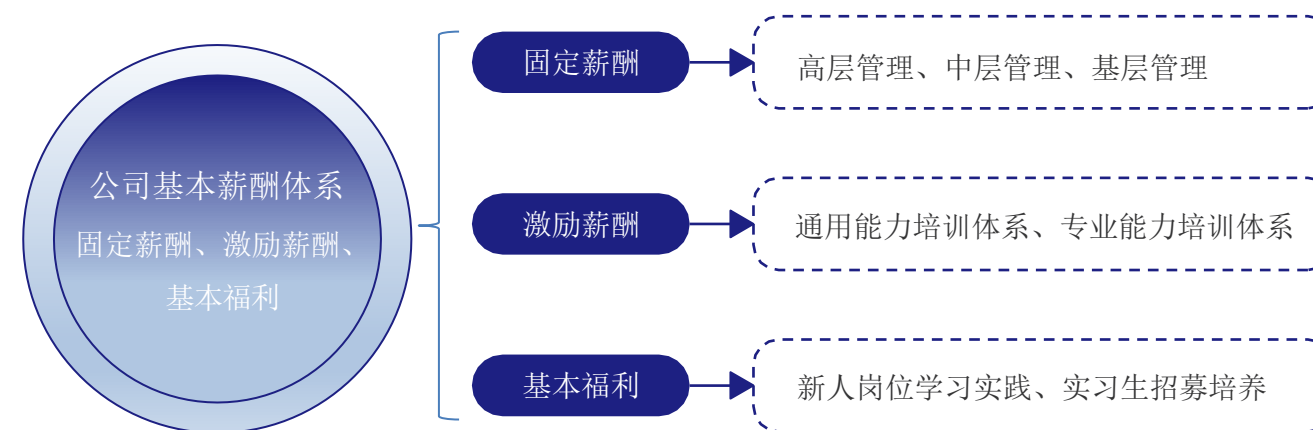 公司基本薪酬体系
固定薪酬、激励薪酬、
基本福利
固定薪酬
高层管理、中层管理、基层管理
激励薪酬
通用能力培训体系、专业能力培训体系
基本福利
新人岗位学习实践、实习生招募培养